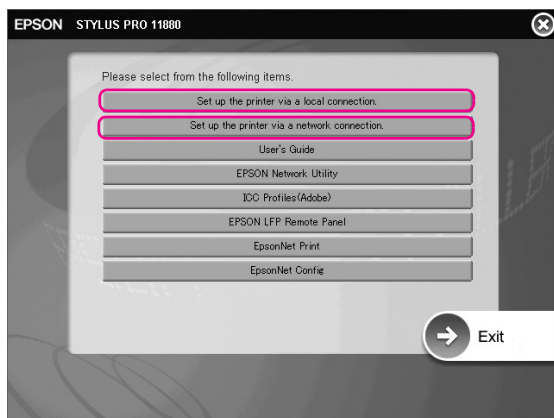 EPSON STYLUS PRO 11880
Please select from the following items.
Set up the printer via a local connection.
Set up the printer via a network connection.
User's Guide
EPSON Network Utility
ICC Profiles(Adobe)
EPSON LFP Remote Panel
EpsonNet Print
EpsonNet Config
Exit